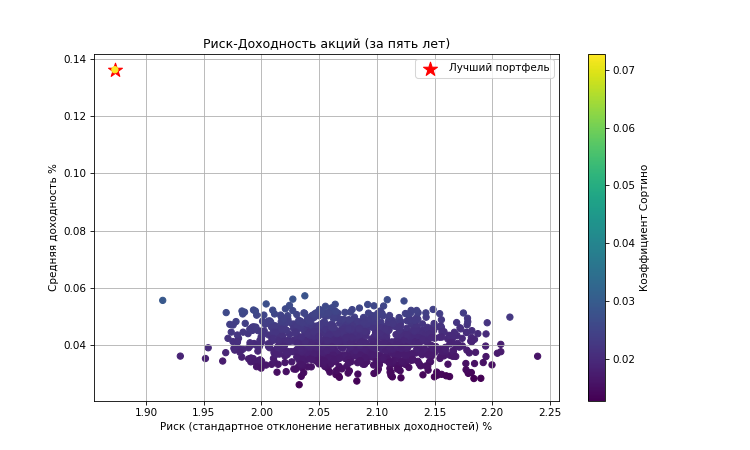 Риск-Доходность акций (за пять лет)
Лучший портфель
Средняя доходность %
0.14
0.12
0.10
0.08
0.06
0.04
1.90 1.95 2.00 2.05 2.10 2.15 2.20 2.25
Риск (стандартное отклонение негативных доходностей) %
0.07
0.06
0.05
0.04
0.03
0.02
Коэффициент Сортино